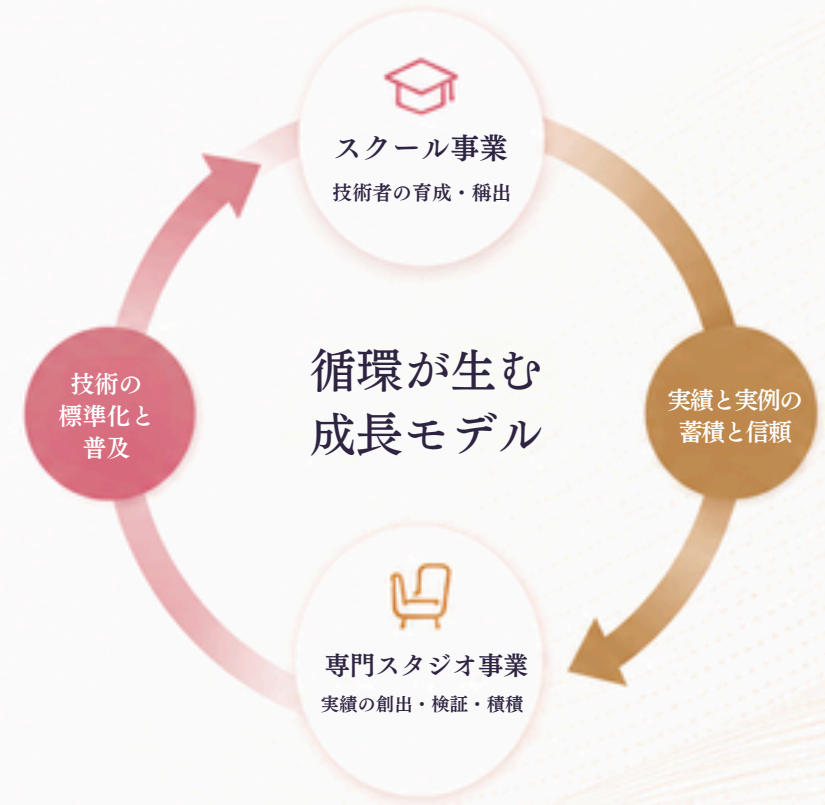 スクール事業
技術者の育成・稱出
循環が生む
成長モデル
技術の
標準化と
普及
実績と実例の
蓄積と信頼
専門スタジオ事業
実績の創出・検証・積積